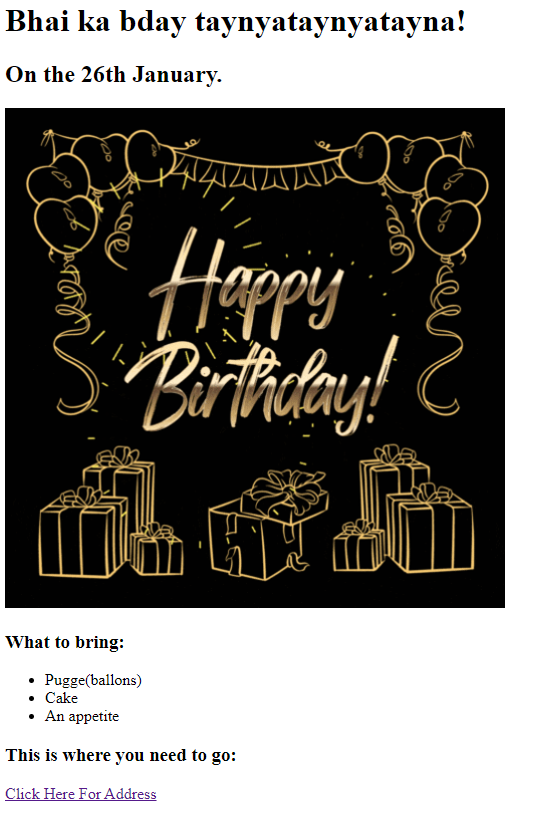 Bhai ka bday taynyataynyatayna!
On the 26th January.
Happy
Birthday!
What to bring:
Pugge(ballons)
Cake
An appetite
This is where you need to go:
Click Here For Address